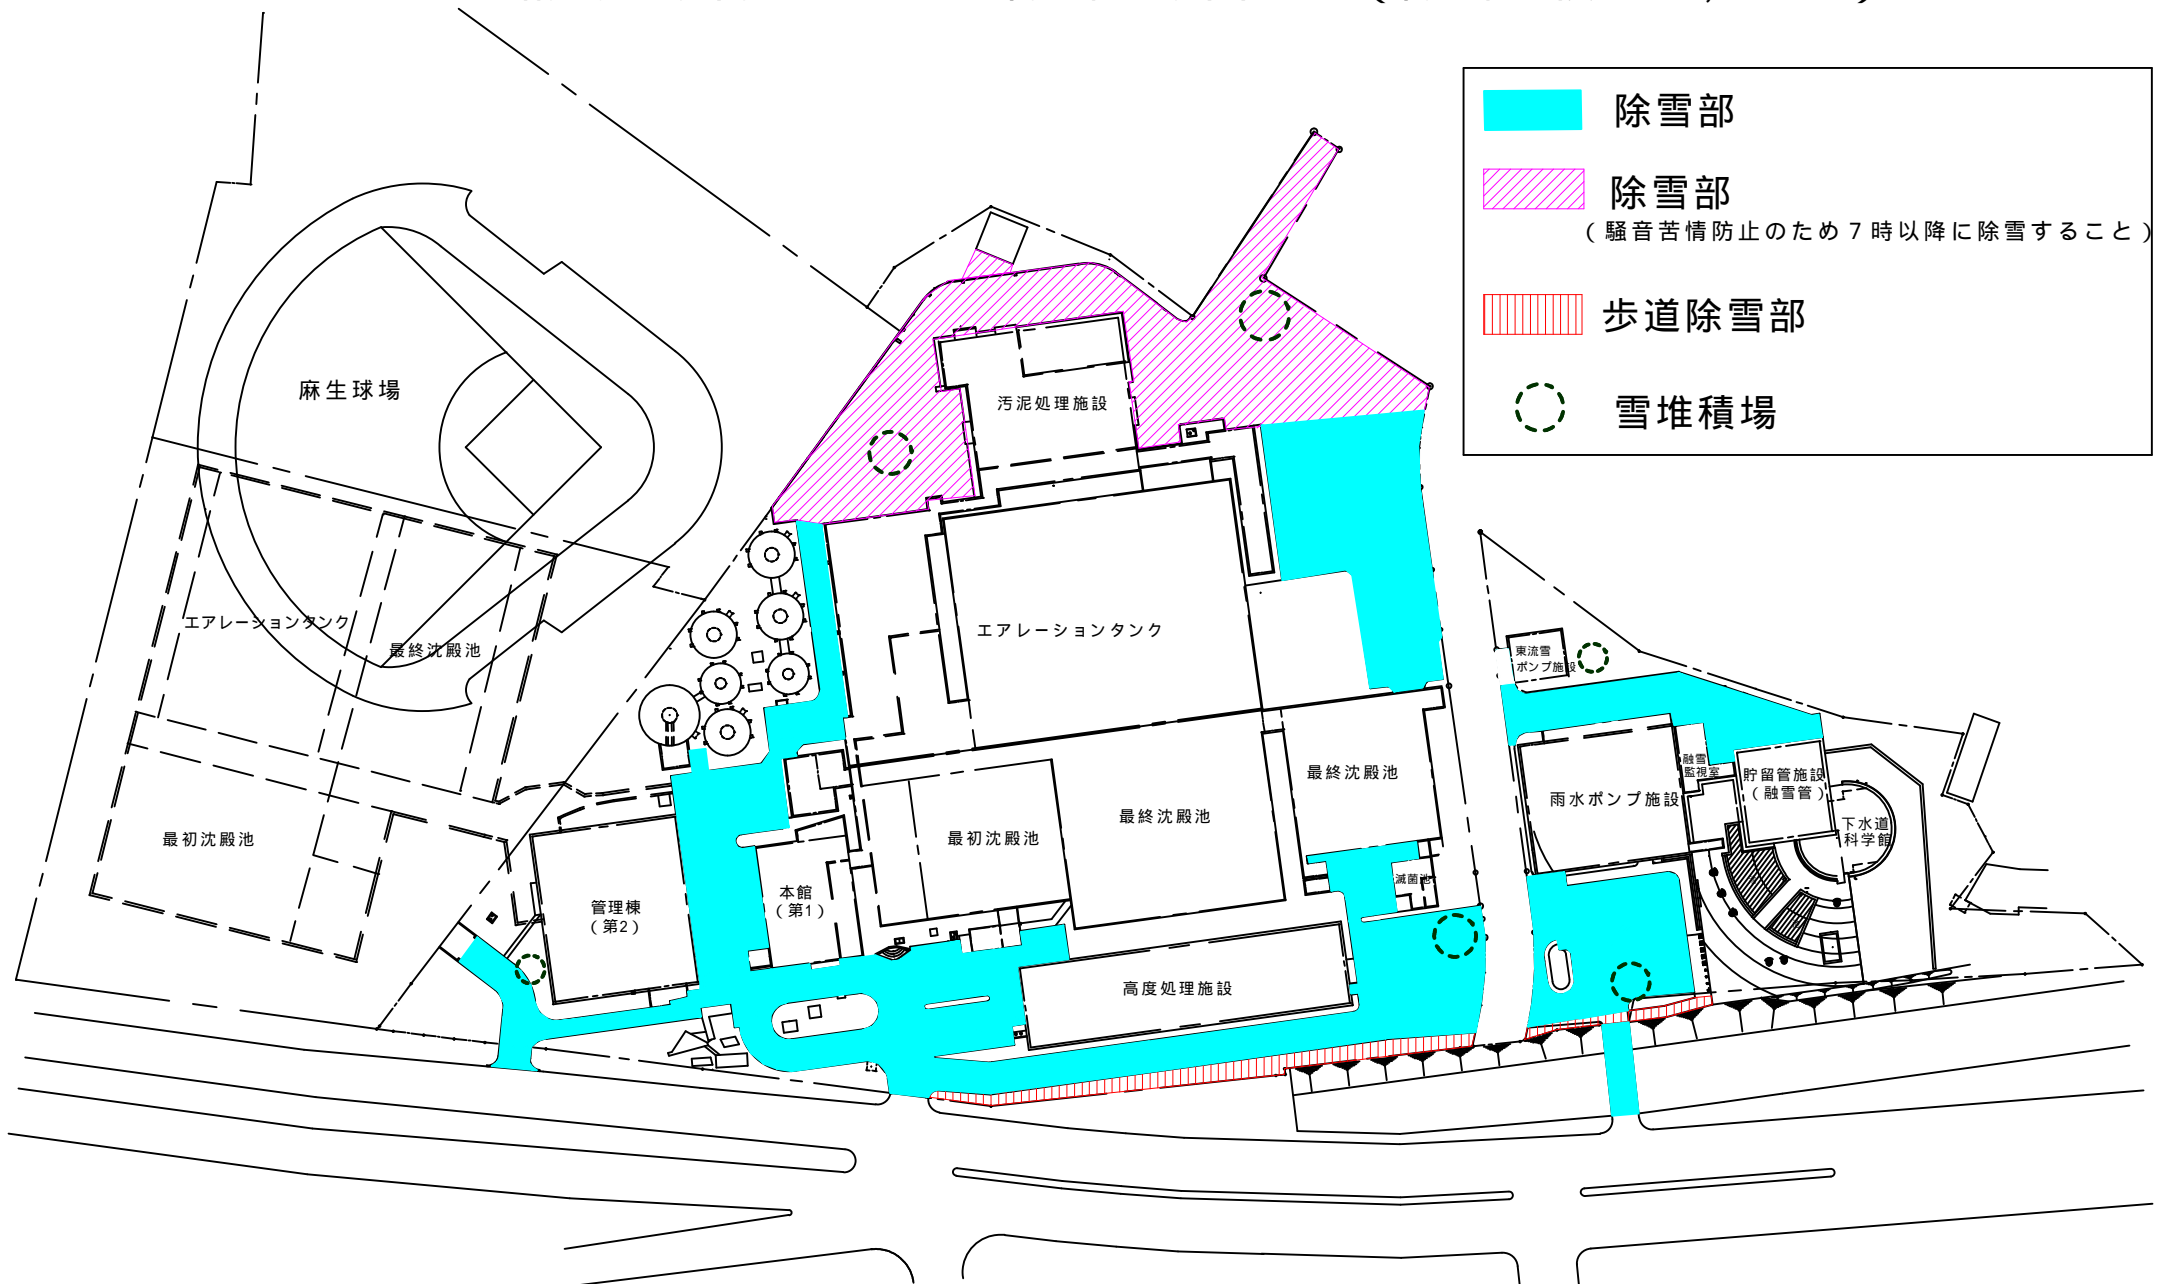 除雪部
除雪部
（騒音苦情防止のため７時以降に除雪すること）
歩道除雪部
雪堆積場
麻生球場
汚泥処理施設
エアレーションタンク
最終沈殿池
エアレーションタンク
東流雪
ポンプ施設
最初沈殿池
最初沈殿池
最終沈殿池
最終沈殿池
雨水ポンプ施設
融雪
監視室
貯留管施設
（融雪管）
下水道
科学館
管理棟
（第2）
本館
（第1）
滅菌池
高度処理施設